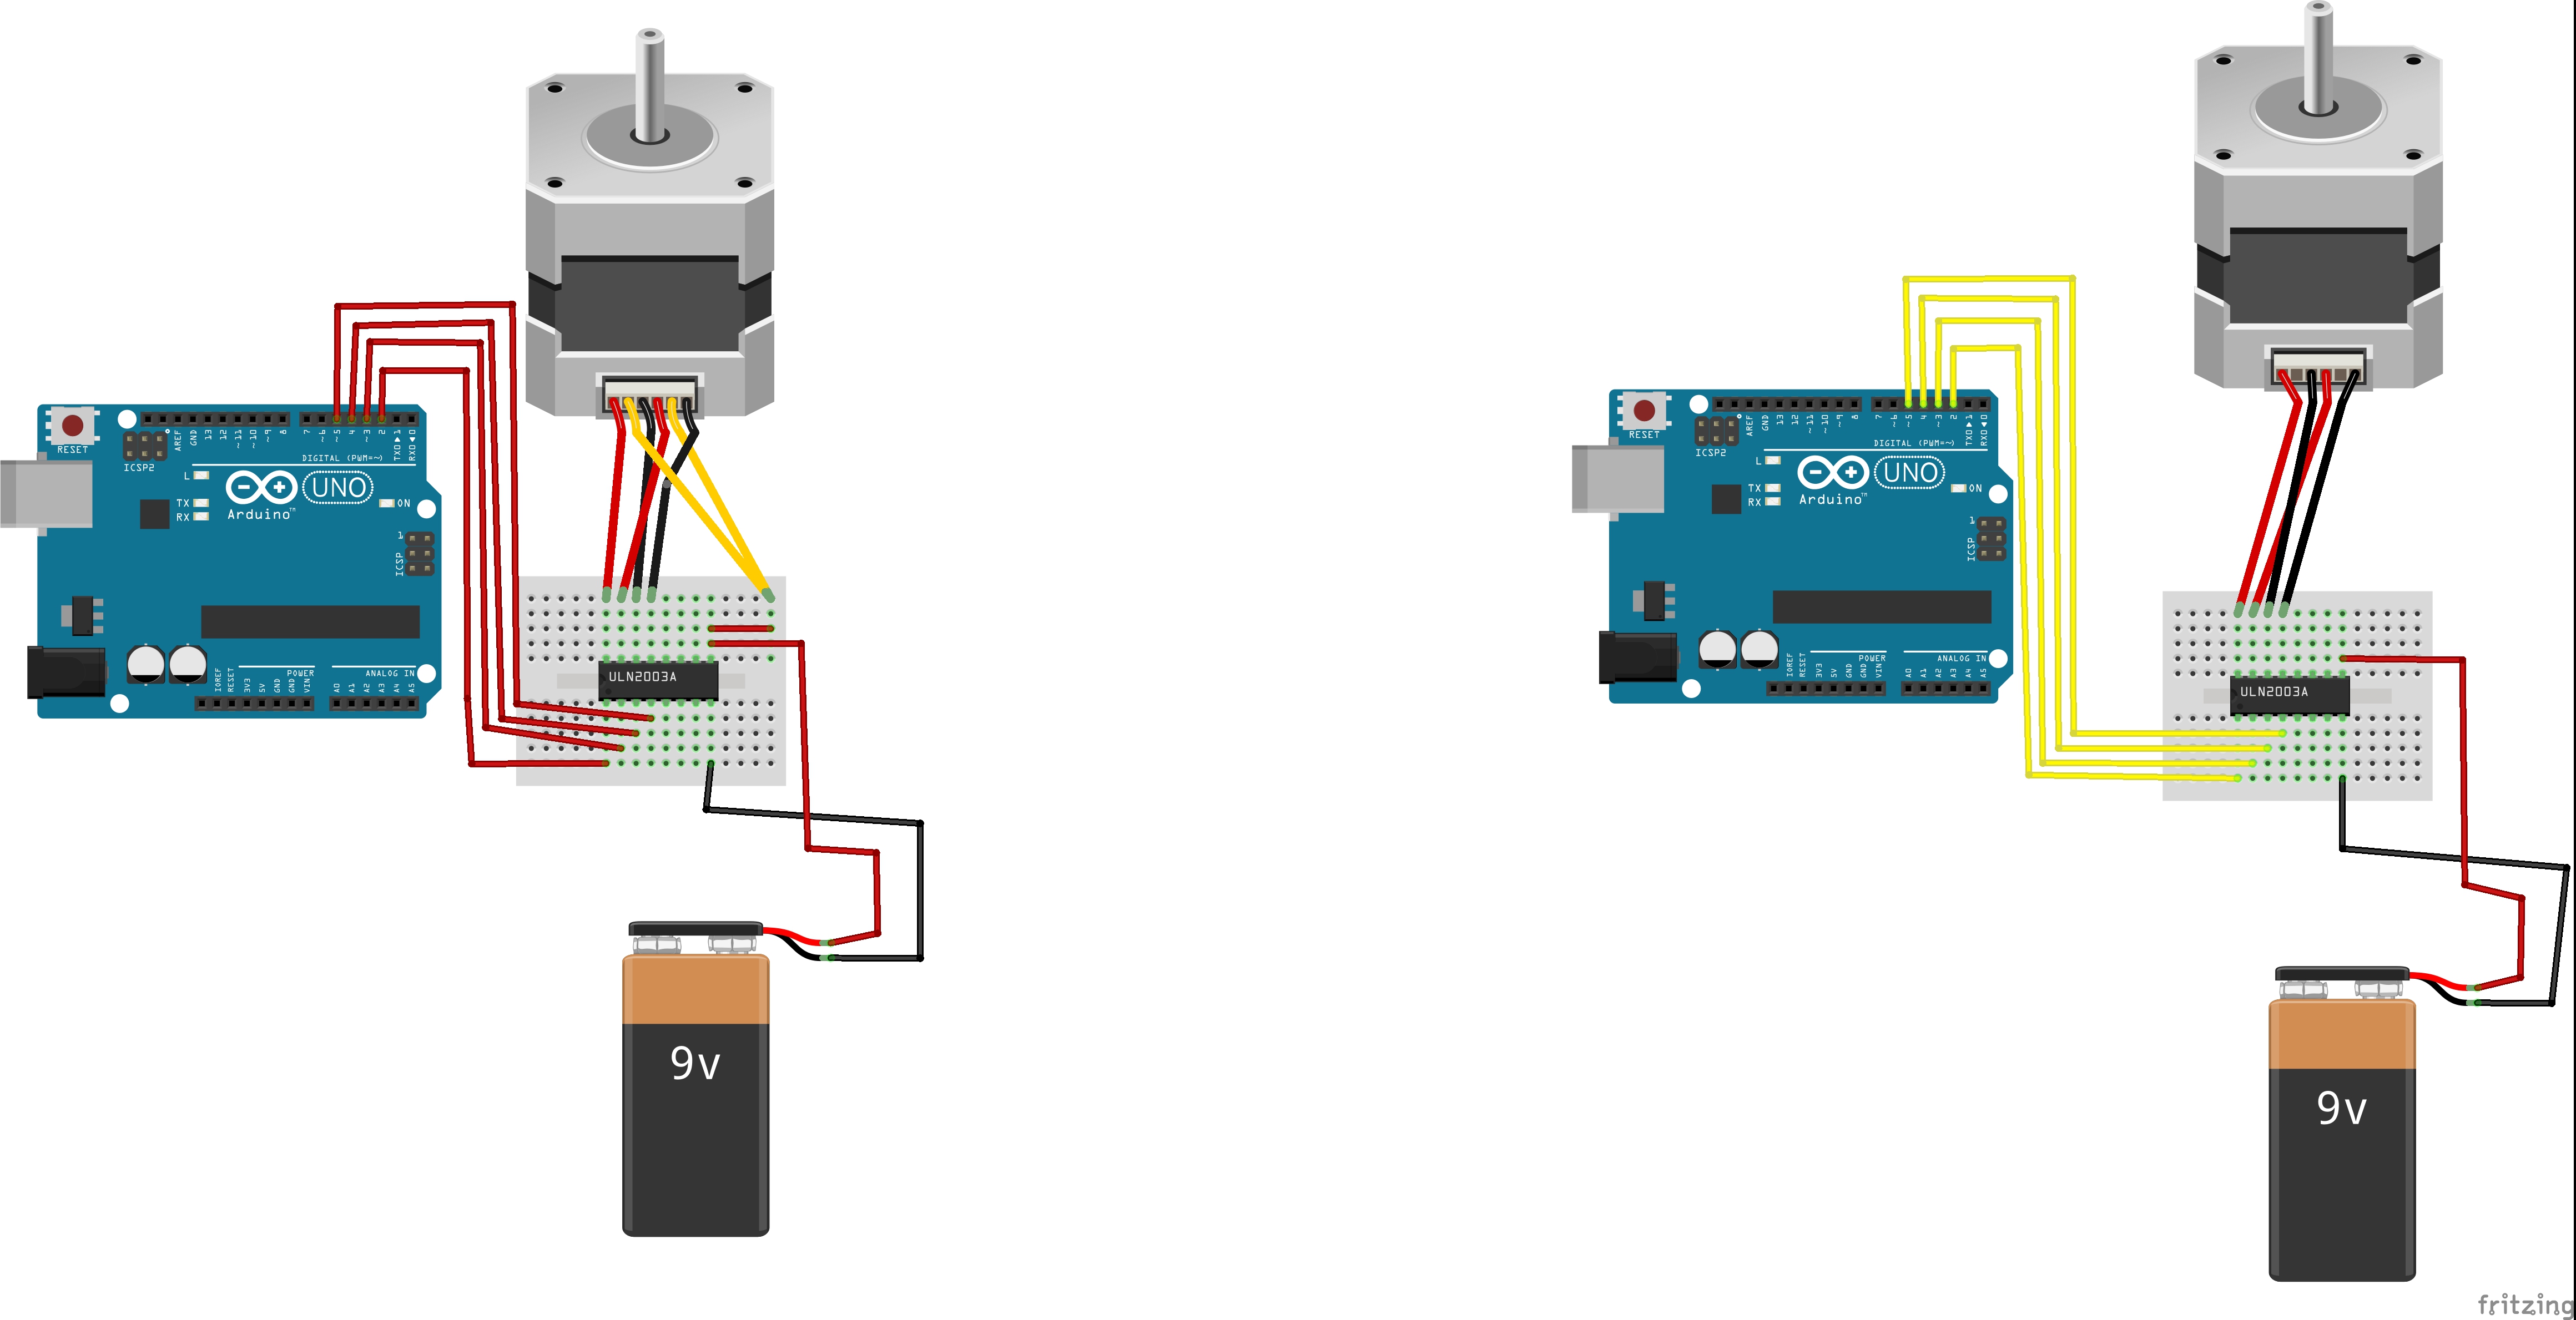 RESET
ICSP2
AREF
GND
13
12
~11
~10
~9
8
7
~6
~5
4
~3
2
TX0▶1
RX0◀0
DIGITAL (PWM=~)
L
TX
RX
UNO
Arduino™
ON
1
ICSP
POWER
ANALOG IN
IOREF
RESET
3V3
5V
GND
GND
VIN
A0
A1
A2
A3
A4
A5
ULN2003A
9v
RESET
ICSP2
AREF
GND
13
12
~11
~10
~9
8
7
~6
~5
4
~3
2
TX0▶1
RX0◀0
DIGITAL (PWM=~)
L
TX
RX
UNO
Arduino™
ON
1
ICSP
POWER
ANALOG IN
IOREF
RESET
3V3
5V
GND
GND
VIN
A0
A1
A2
A3
A4
A5
ULN2003A
9v
fritzing